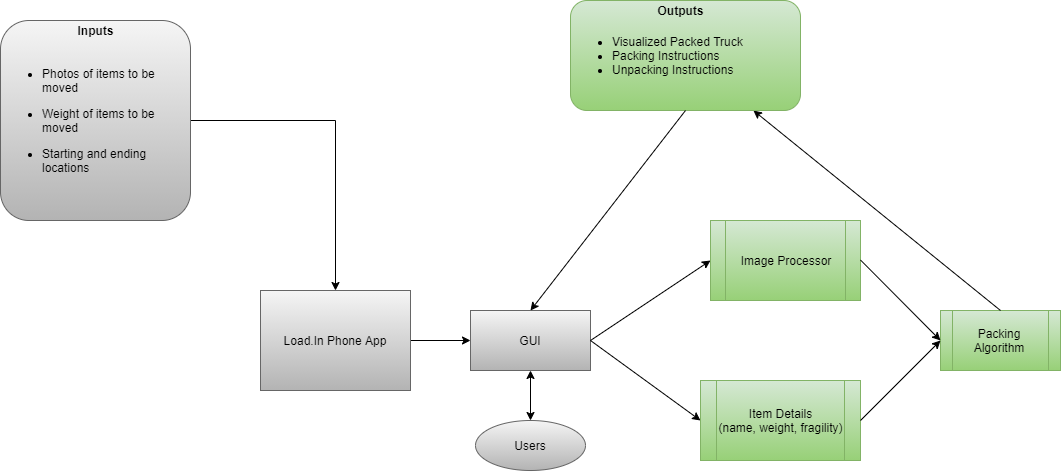 Inputs
Photos of items to be
moved
Weight of items to be
moved
Starting and ending
locations
Outputs
Visualized Packed Truck
Packing Instructions
Unpacking Instructions
Load.In Phone App
GUI
Users
Image Processor
Item Details
(name, weight, fragility)
Packing
Algorithm